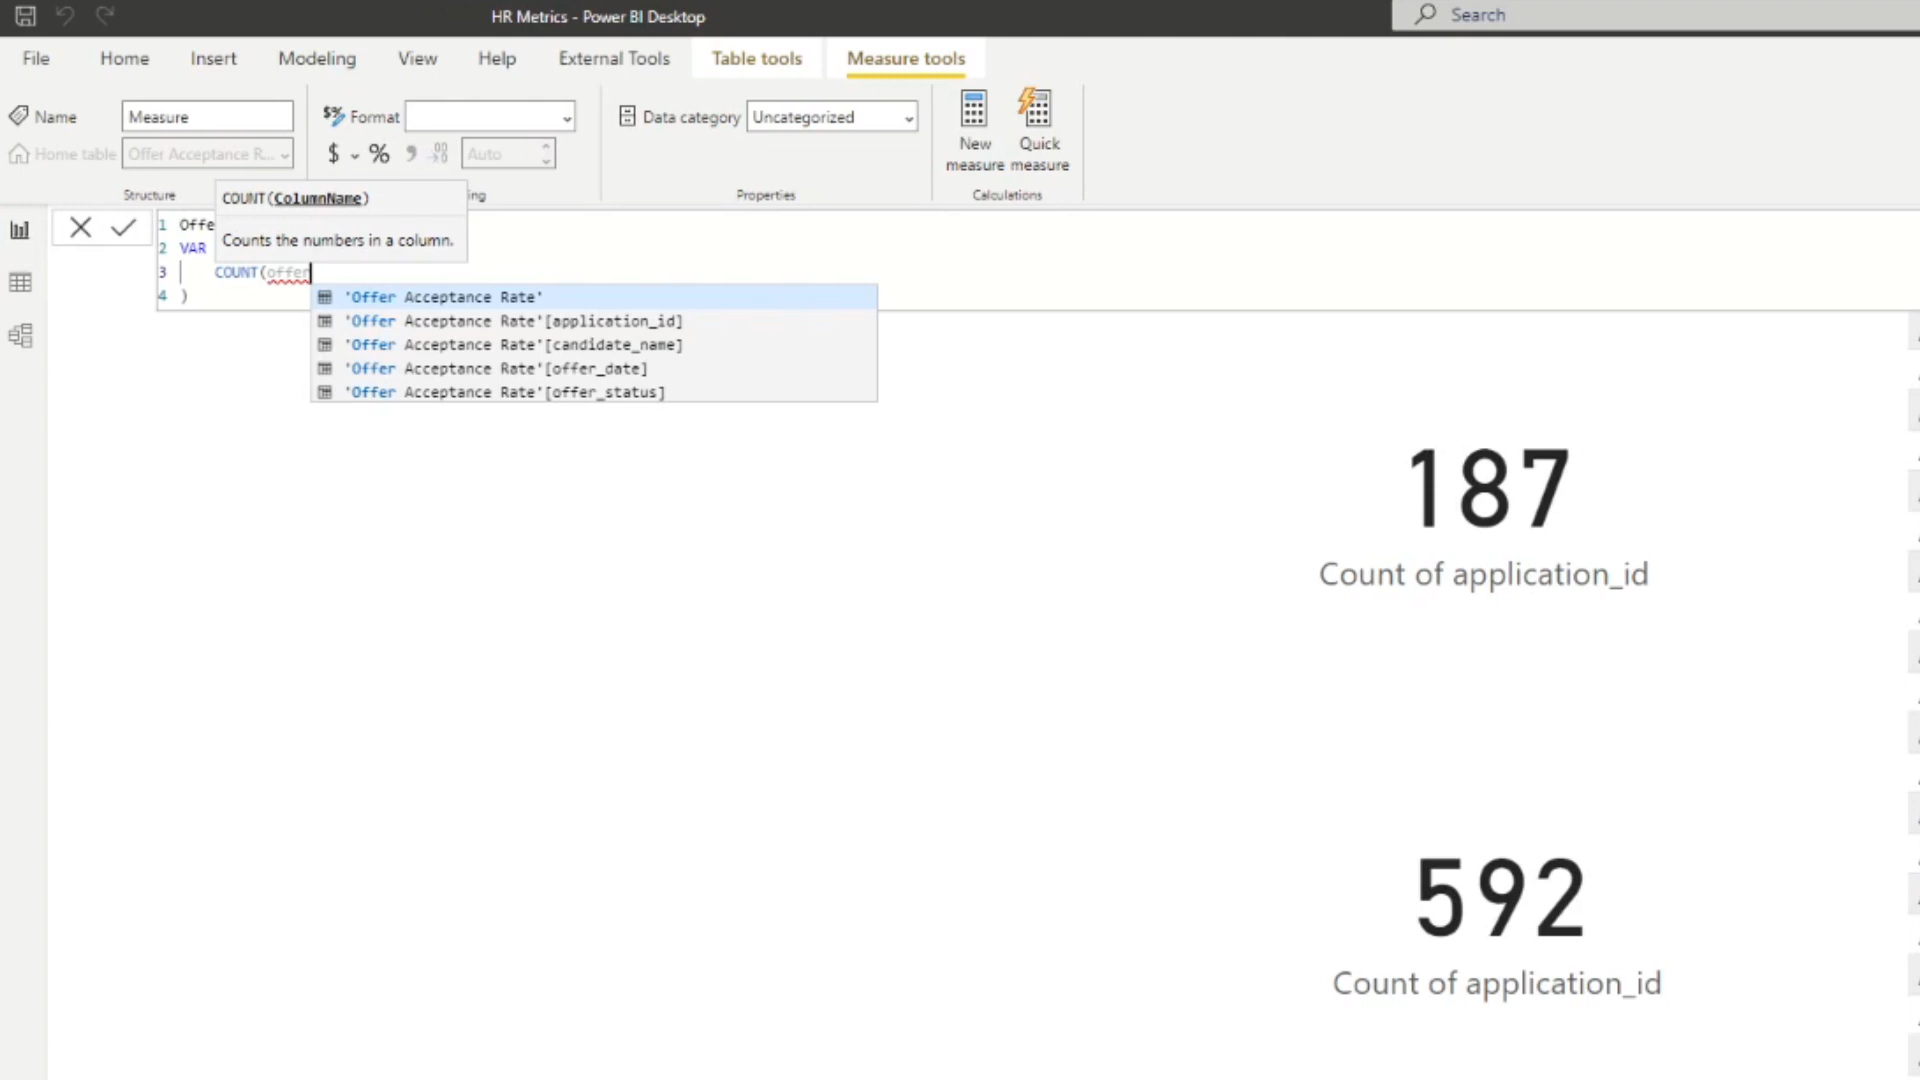 HR Metrics - Power BI Desktop
Search
File Home Insert Modeling View Help External Tools Table tools Measure tools
Name Measure
Format
Data category Uncategorized
New measure
Quick measure
Home table Offer Acceptance R...
$ % Auto
Structure
ing
Properties
Calculations
COUNT(ColumnName)
Counts the numbers in a column.
1 Offe
2 VAR
3 COUNT(offer
4 )
'Offer Acceptance Rate'
'Offer Acceptance Rate'[application_id]
'Offer Acceptance Rate'[candidate_name]
'Offer Acceptance Rate'[offer_date]
'Offer Acceptance Rate'[offer_status]
187
Count of application_id
592
Count of application_id